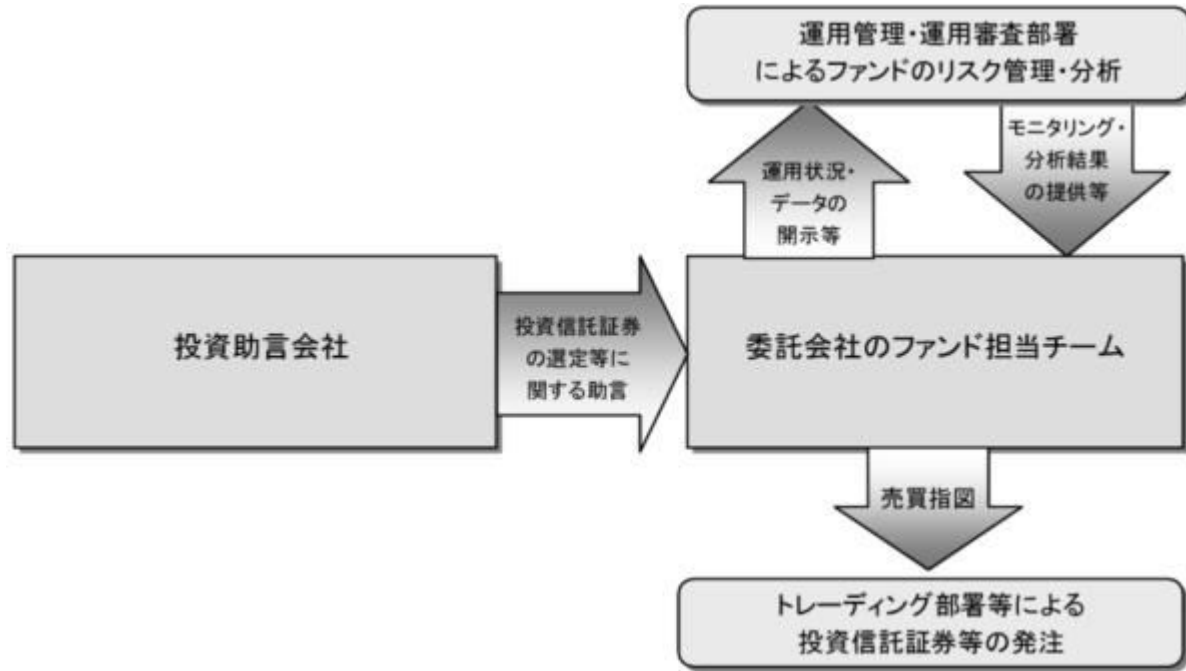 運用管理・運用審査部署
によるファンドのリスク管理・分析
運用状況・
データの
開示等
モニタリング・
分析結果
の提供等
投資助言会社
投資信託証券
の選定等に
関する助言
委託会社のファンド担当チーム
売買指図
トレーディング部署等による
投資信託証券等の発注